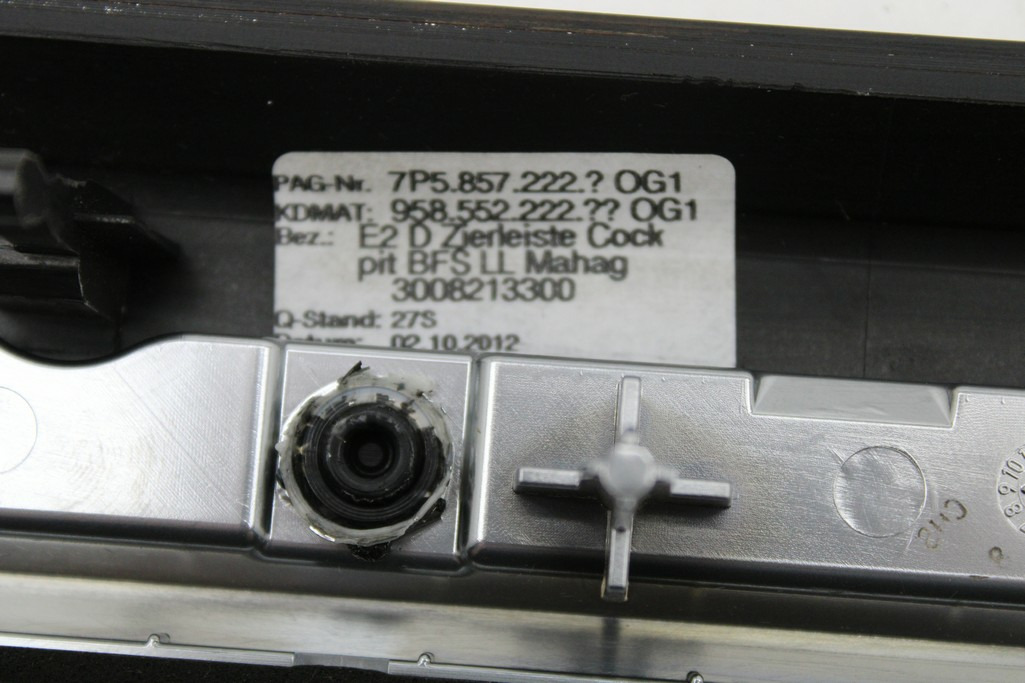 PAG-Nr. 7P5.857.222.? OG1
KDMAT: 958.552.222.?? OG1
Bez.: E2 D Zierleiste Cock
pit BFS LL Mahag
3008213300
Q-Stand: 27S
Datum: 02.10.2012